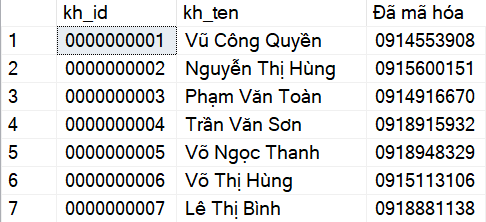 kh_id kh_ten Đã mã hóa
1 0000000001 Vũ Công Quyền 0914553908
2 0000000002 Nguyễn Thị Hùng 0915600151
3 0000000003 Phạm Văn Toàn 0914916670
4 0000000004 Trần Văn Sơn 0918915932
5 0000000005 Võ Ngọc Thanh 0918948329
6 0000000006 Võ Thị Hùng 0915113106
7 0000000007 Lê Thị Bình 0918881138